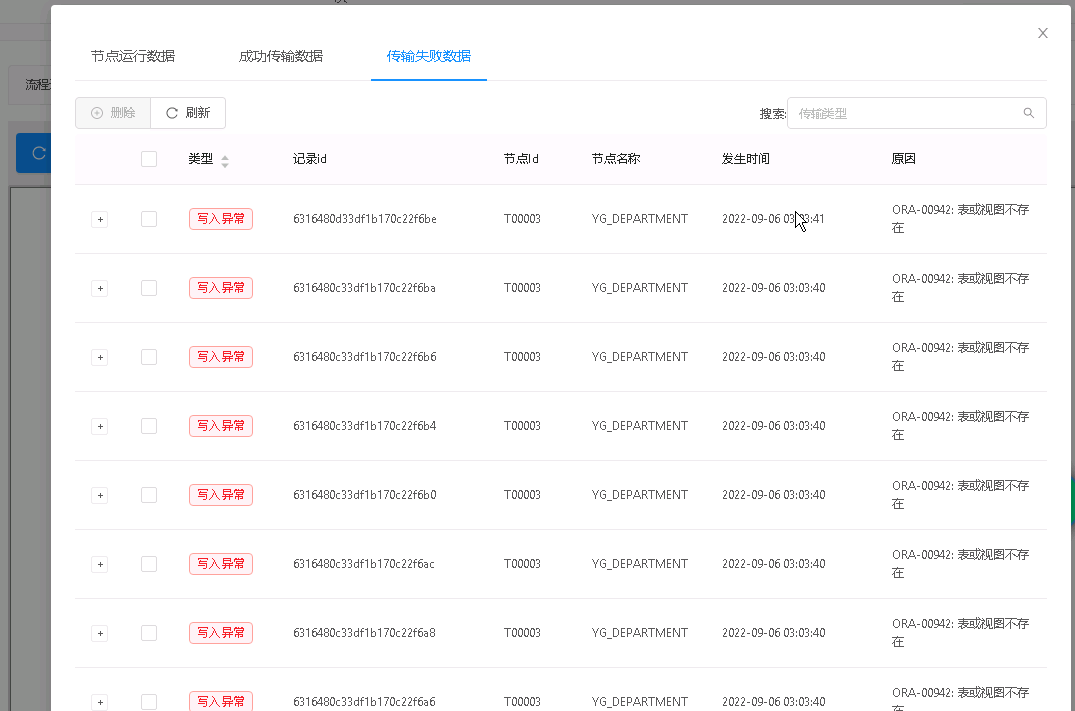 节点运行数据 成功传输数据 传输失败数据
流程
删除 刷新 搜索: 传输类型
类型 记录id 节点Id 节点名称 发生时间 原因
+ 写入异常 6316480d33df1b170c22f6be T00003 YG_DEPARTMENT 2022-09-06 03:03:41 ORA-00942: 表或视图不存
在
+ 写入异常 6316480c33df1b170c22f6ba T00003 YG_DEPARTMENT 2022-09-06 03:03:40 ORA-00942: 表或视图不存
在
+ 写入异常 6316480c33df1b170c22f6b6 T00003 YG_DEPARTMENT 2022-09-06 03:03:40 ORA-00942: 表或视图不存
在
+ 写入异常 6316480c33df1b170c22f6b4 T00003 YG_DEPARTMENT 2022-09-06 03:03:40 ORA-00942: 表或视图不存
在
+ 写入异常 6316480c33df1b170c22f6b0 T00003 YG_DEPARTMENT 2022-09-06 03:03:40 ORA-00942: 表或视图不存
在
+ 写入异常 6316480c33df1b170c22f6ac T00003 YG_DEPARTMENT 2022-09-06 03:03:40 ORA-00942: 表或视图不存
在
+ 写入异常 6316480c33df1b170c22f6a8 T00003 YG_DEPARTMENT 2022-09-06 03:03:40 ORA-00942: 表或视图不存
在
+ 写入异常 6316480c33df1b170c22f6a6 T00003 YG_DEPARTMENT 2022-09-06 03:03:40 ORA-00942: 表或视图不存